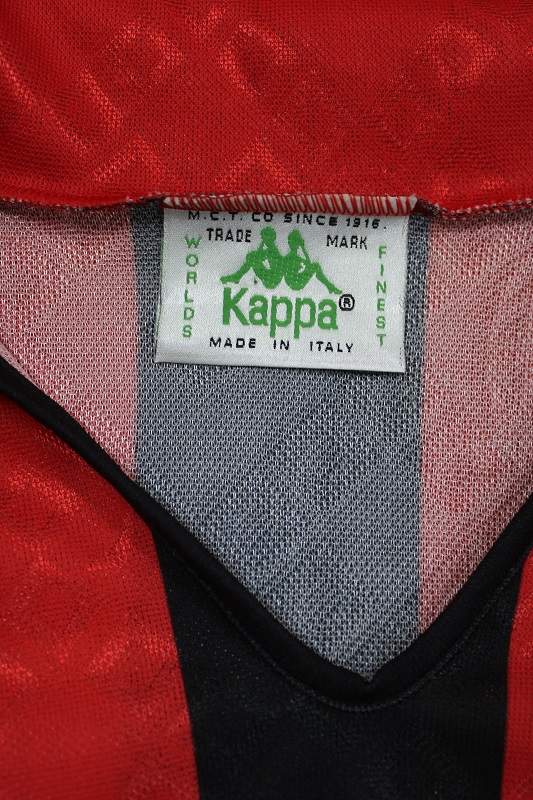 M.C.T. CO SINCE 1916.
TRADE MARK
WORLDS
FINEST
Kappa®
MADE IN ITALY